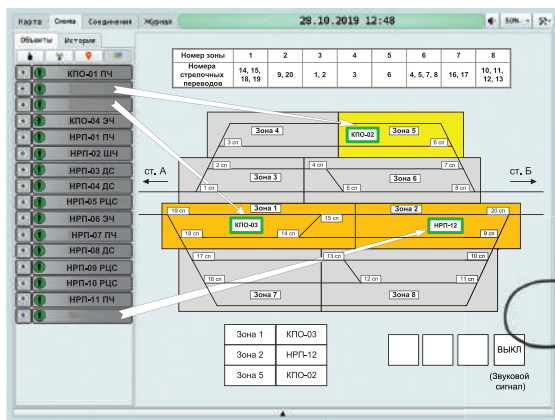 Карта Схема Соединения Журнал 28.10.2019 12:48 50%
Объекты История
КПО-01 ПЧ
КПО-04 ЭЧ
НРП-01 ПЧ
НРП-02 ШЧ
НРП-03 ДС
НРП-04 ДС
НРП-05 РЦС
НРП-06 ЭЧ
НРП-07 ПЧ
НРП-08 ДС
НРП-09 РЦС
НРП-10 РЦС
НРП-11 ПЧ
Номер зоны 1 2 3 4 5 6 7 8
Номера стрелочных переводов 14, 15, 18, 19 9, 20 1, 2 3 6 4, 5, 7, 8 16, 17 10, 11, 12, 13
Зона 4 КПО-02 Зона 5
3 сп 6 сп
2 сп 4 сп 7 сп
ст. А Зона 3 Зона 6 ст. Б
1 сп 5 сп 8 сп
19 сп Зона 1 Зона 2 20 сп
15 сп
18 сп КПО-03 14 сп НРП-12 9 сп
17 сп 13 сп 10 сп
16 сп 12 сп 11 сп
Зона 7 Зона 8
Зона 1 КПО-03
Зона 2 НРП-12
Зона 5 КПО-02
ВЫКЛ
(Звуковой
сигнал)